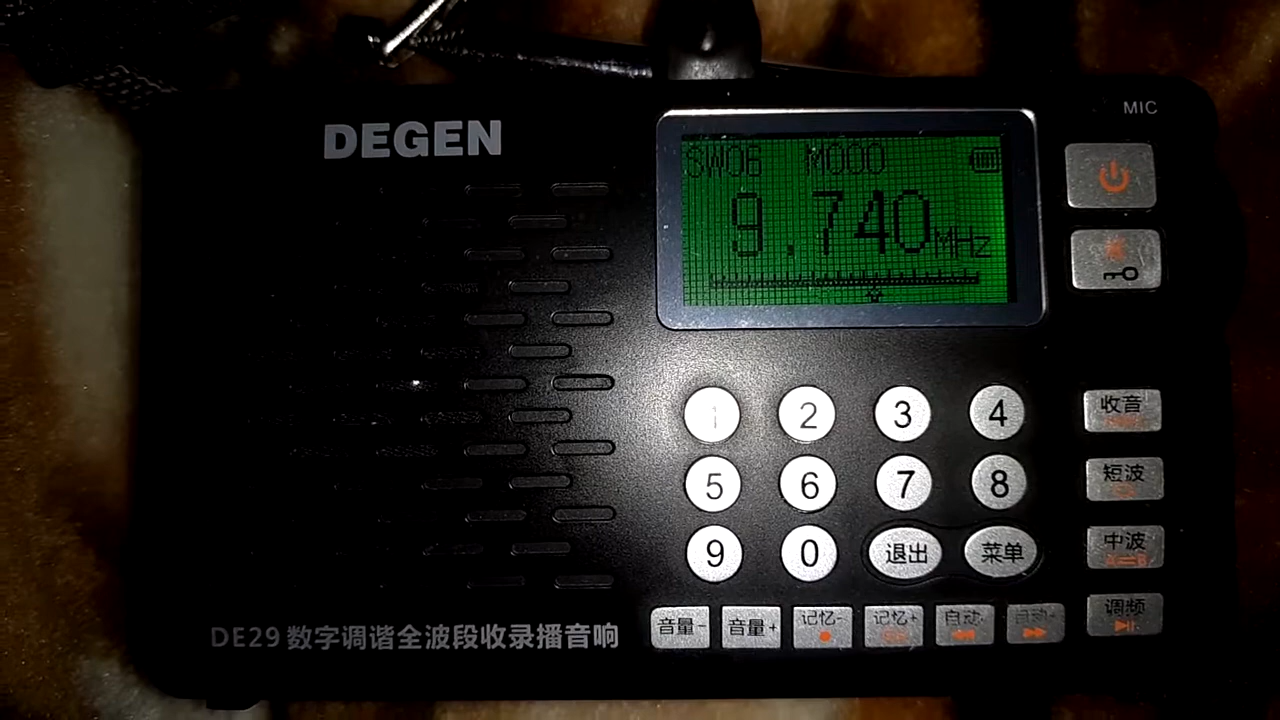 MIC
DEGEN
SW06 M000
9.740MHz
1 2 3 4
收音
5 6 7 8
短波
9 0 退出 菜单
中波
音量- 音量+ 记忆- 记忆+ 自动- 自动+
调频
DE29 数字调谐全波段收录播音响